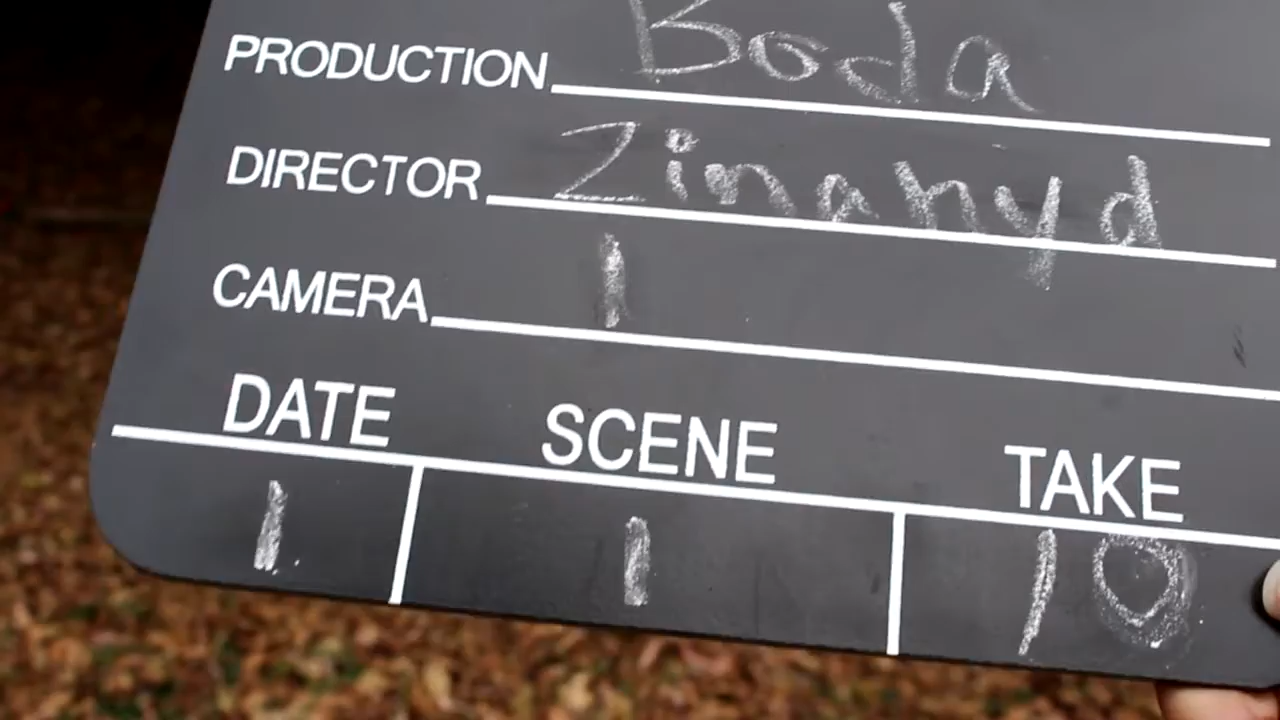 PRODUCTION Boda
DIRECTOR Zinahyd
CAMERA 1
DATE SCENE TAKE
1 1 10